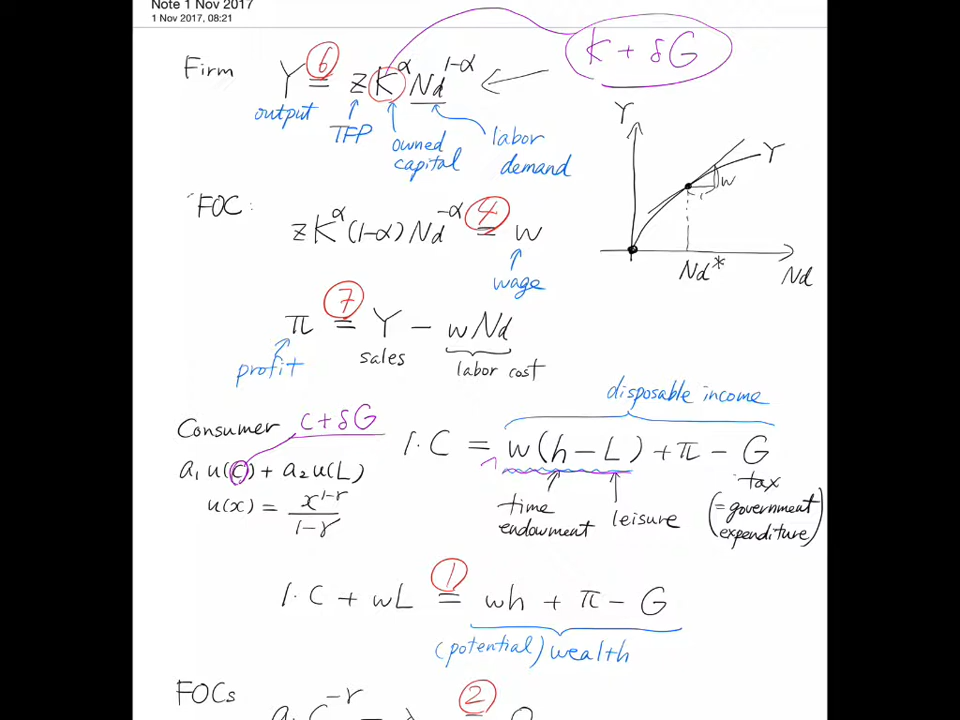 Note 1 Nov 2017
1 Nov 2017, 08:21
K + δG
Firm Y = zK^α Nd^1-α
⑥
output TFP owned capital labor demand
Y
Y
w
Nd* Nd
FOC: zK^α(1-α)Nd^-α = w
④
wage
π = Y - wNd
⑦
profit sales labor cost
disposable income
Consumer C + δG
1·C = w(h-L) + π - G
a₁u(C) + a₂u(L)
u(x) = x^1-r / 1-r
time endowment leisure tax (= government expenditure)
1·C + wL = wh + π - G
①
(potential) wealth
FOCs
②